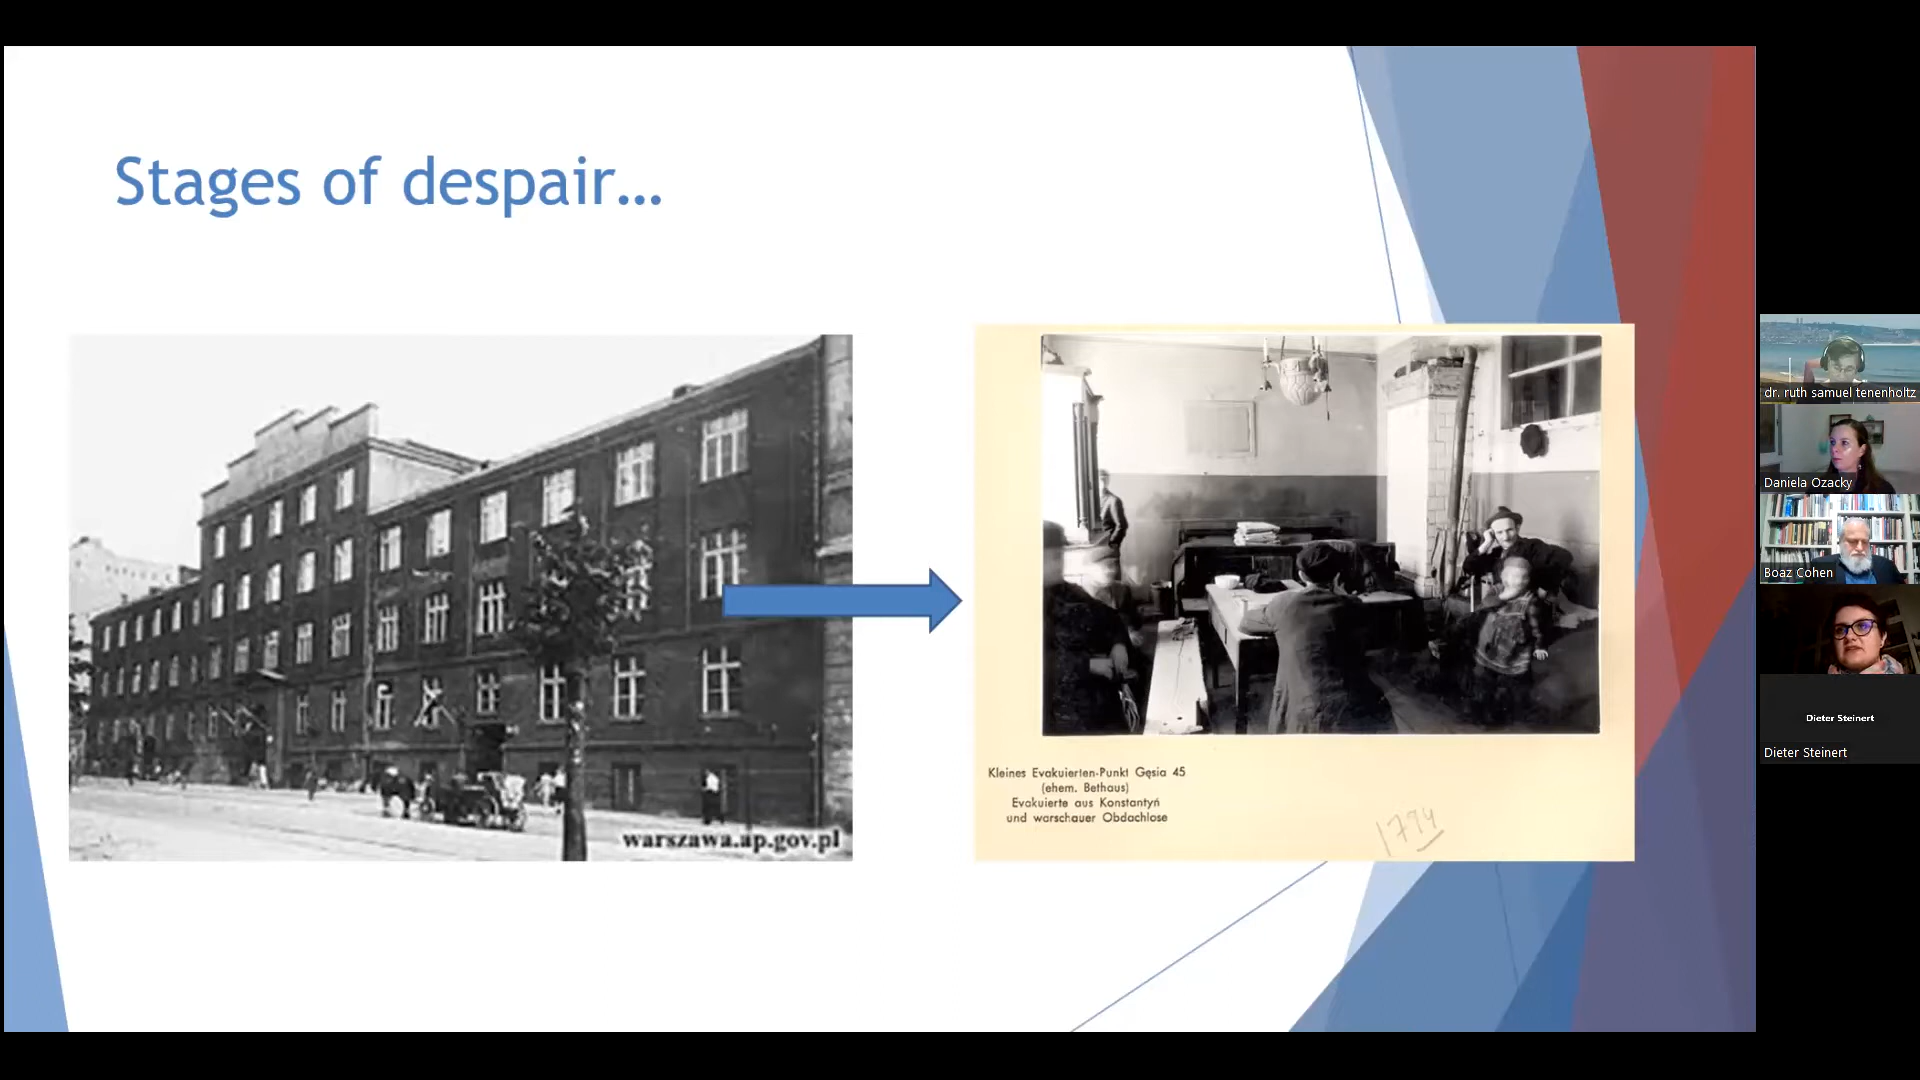 Stages of despair...
warszawa.ap.gov.pl
Kleines Evakuierten-Punkt Gęsia 45
(ehem. Bethaus)
Evakuierte aus Konstantyń
und warschauer Obdachlose
1794
dr. ruth samuel tenenholtz
Daniela Ozacky
Boaz Cohen
Dieter Steinert
Dieter Steinert